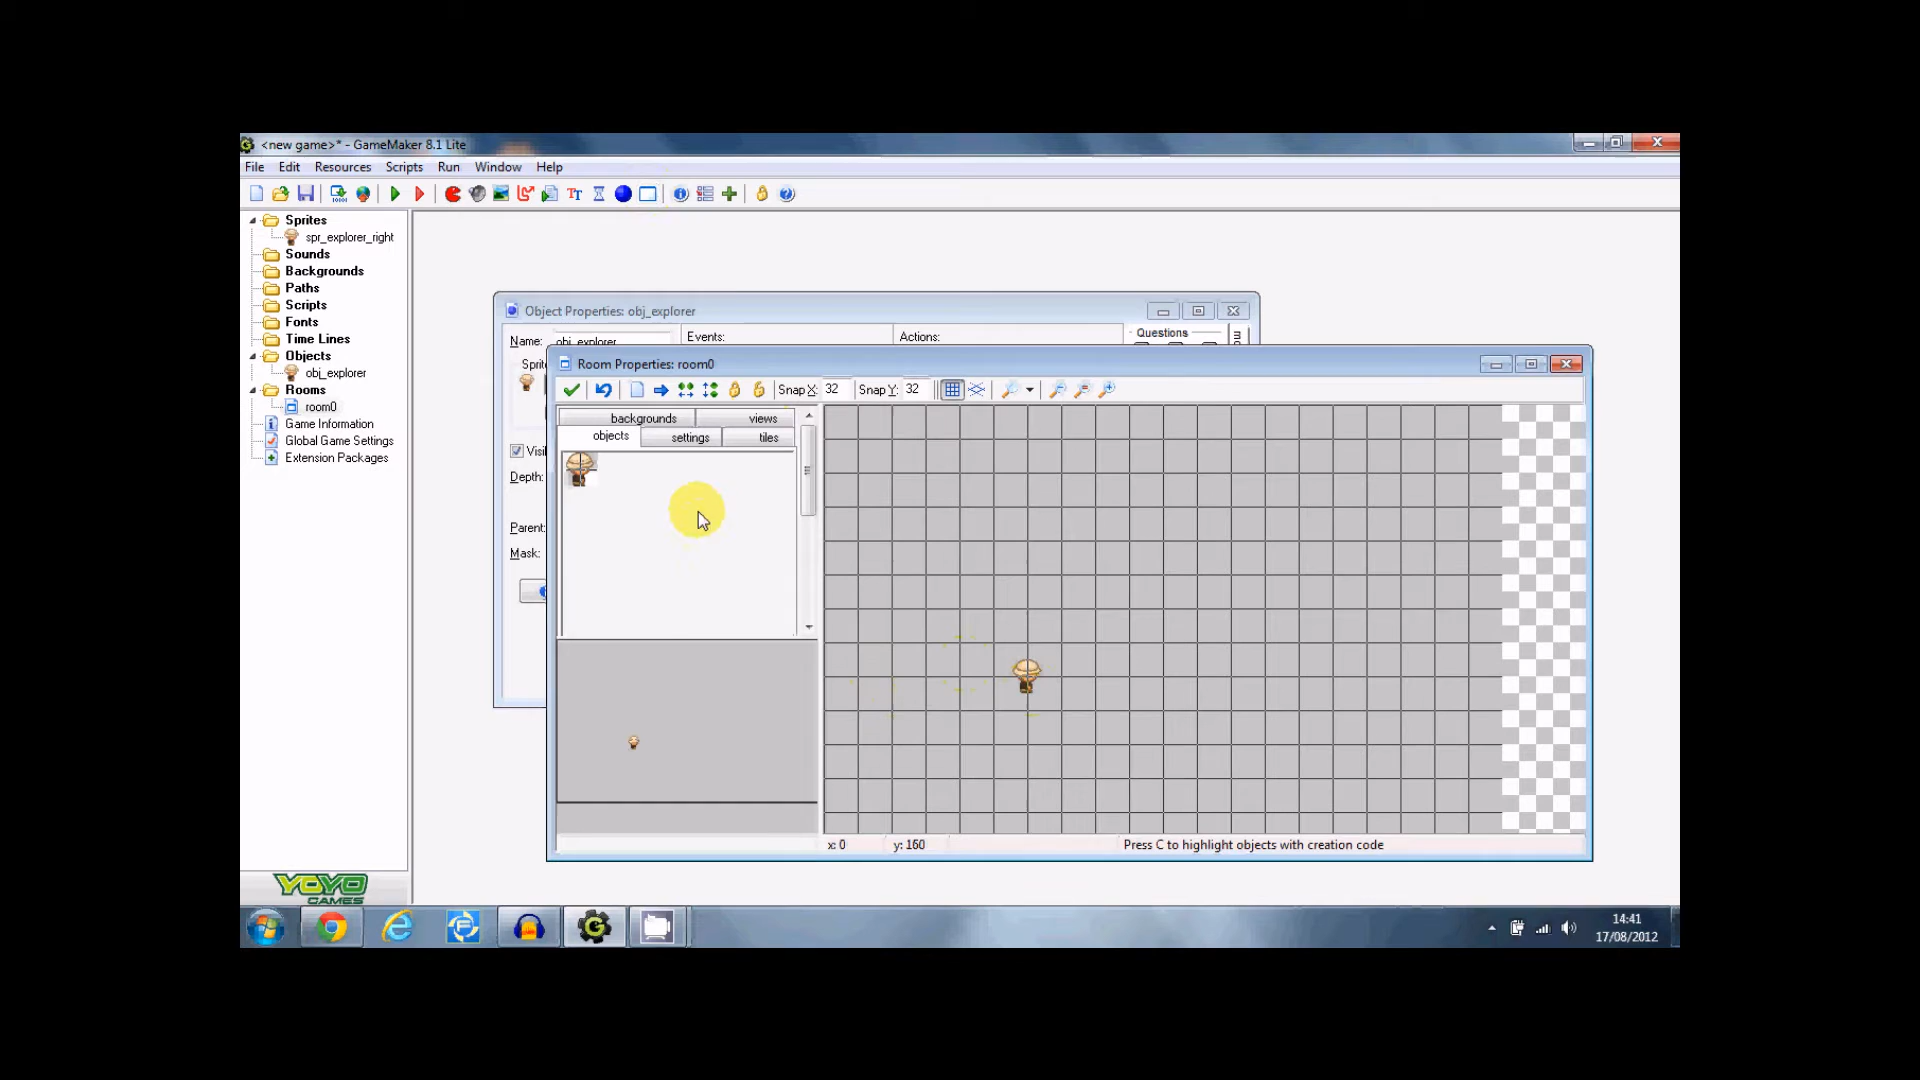 <new game>* - GameMaker 8.1 Lite
File Edit Resources Scripts Run Window Help
Sprites
spr_explorer_right
Sounds
Backgrounds
Paths
Scripts
Fonts
Time Lines
Objects
obj_explorer
Rooms
room0
Game Information
Global Game Settings
Extension Packages
YOYO
GAMES
Object Properties: obj_explorer
Name: obj_explorer
Events:
Actions:
Questions
Depth:
Parent:
Mask:
Room Properties: room0
Snap X: 32 Snap Y: 32
backgrounds views
objects settings tiles
x: 0 y: 160 Press C to highlight objects with creation code
14:41
17/08/2012